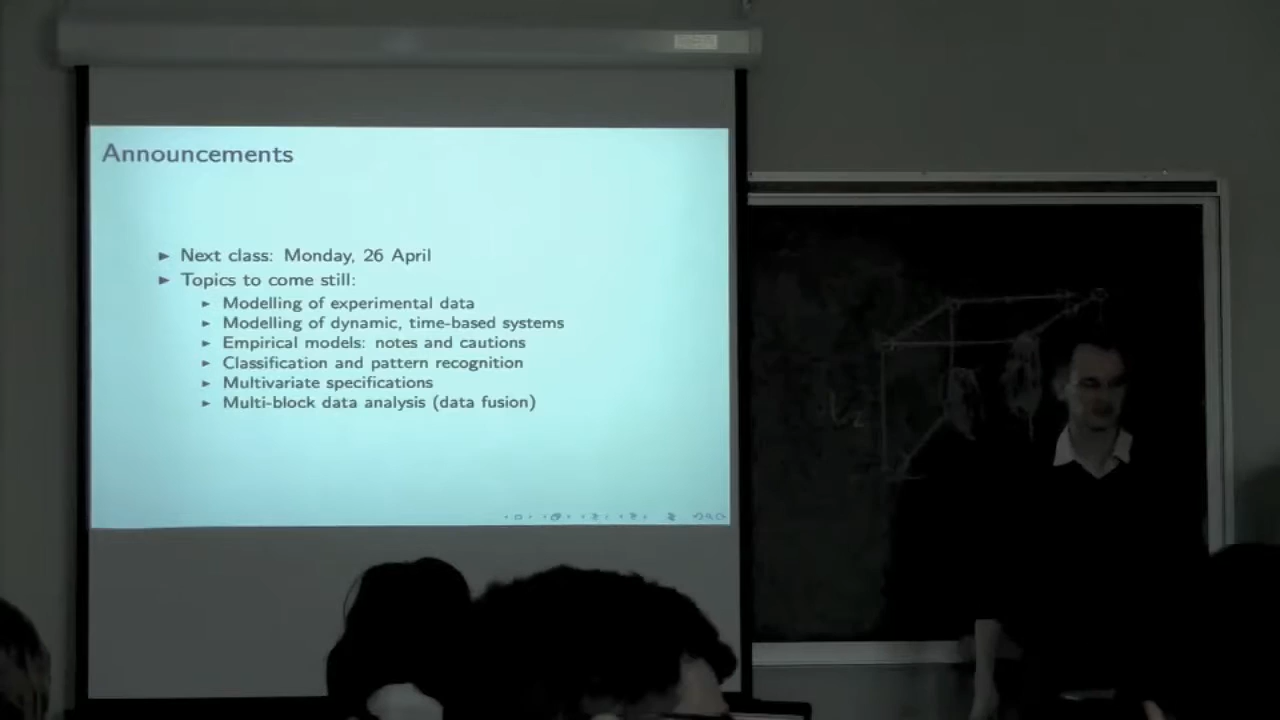 Announcements
► Next class: Monday, 26 April
► Topics to come still:
► Modelling of experimental data
► Modelling of dynamic, time-based systems
► Empirical models: notes and cautions
► Classification and pattern recognition
► Multivariate specifications
► Multi-block data analysis (data fusion)